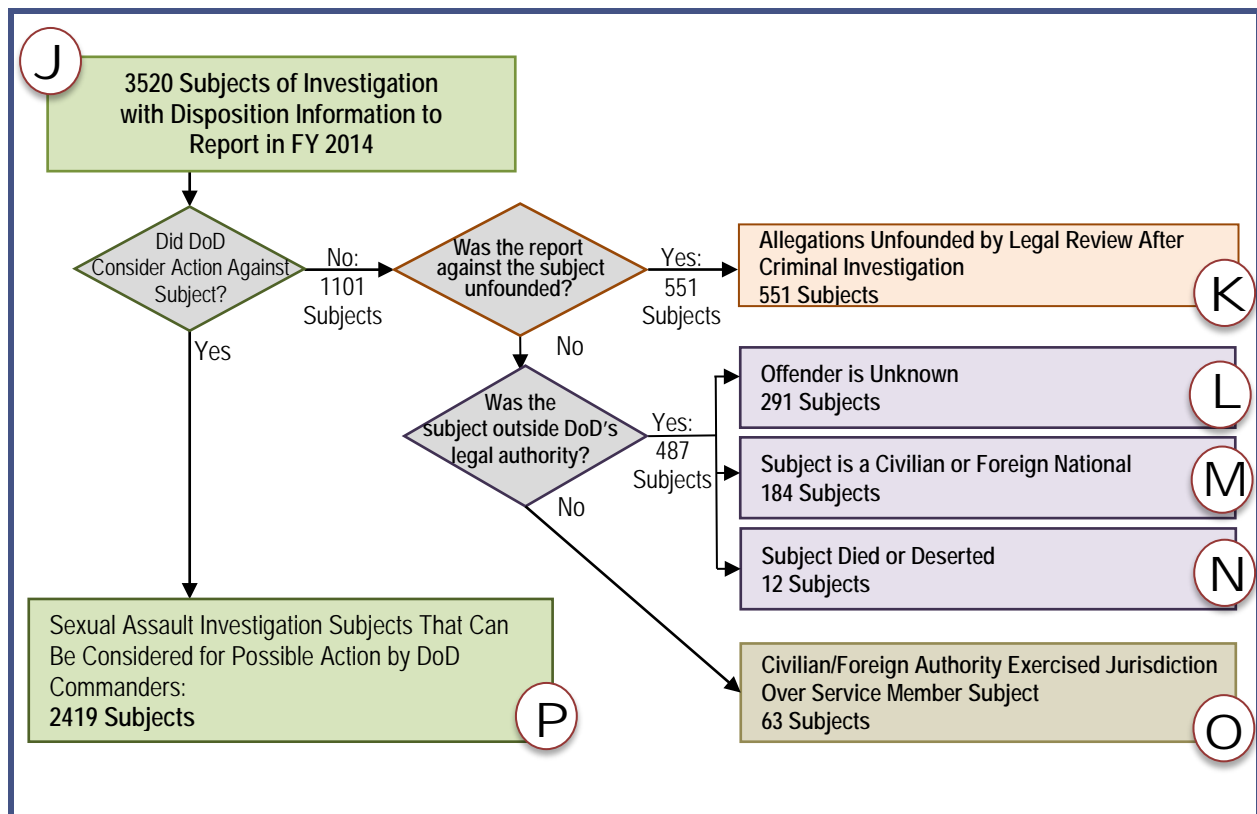 J
3520 Subjects of Investigation
with Disposition Information to
Report in FY 2014
Did DoD
Consider Action Against
Subject?
No:
1101
Subjects
Was the report
against the subject
unfounded?
Yes:
551
Subjects
Allegations Unfounded by Legal Review After
Criminal Investigation
551 Subjects
K
Yes
No
Was the
subject outside DoD's
legal authority?
Yes:
487
Subjects
Offender is Unknown
291 Subjects
L
Subject is a Civilian or Foreign National
184 Subjects
M
Subject Died or Deserted
12 Subjects
N
No
Sexual Assault Investigation Subjects That Can
Be Considered for Possible Action by DoD
Commanders:
2419 Subjects
P
Civilian/Foreign Authority Exercised Jurisdiction
Over Service Member Subject
63 Subjects
O